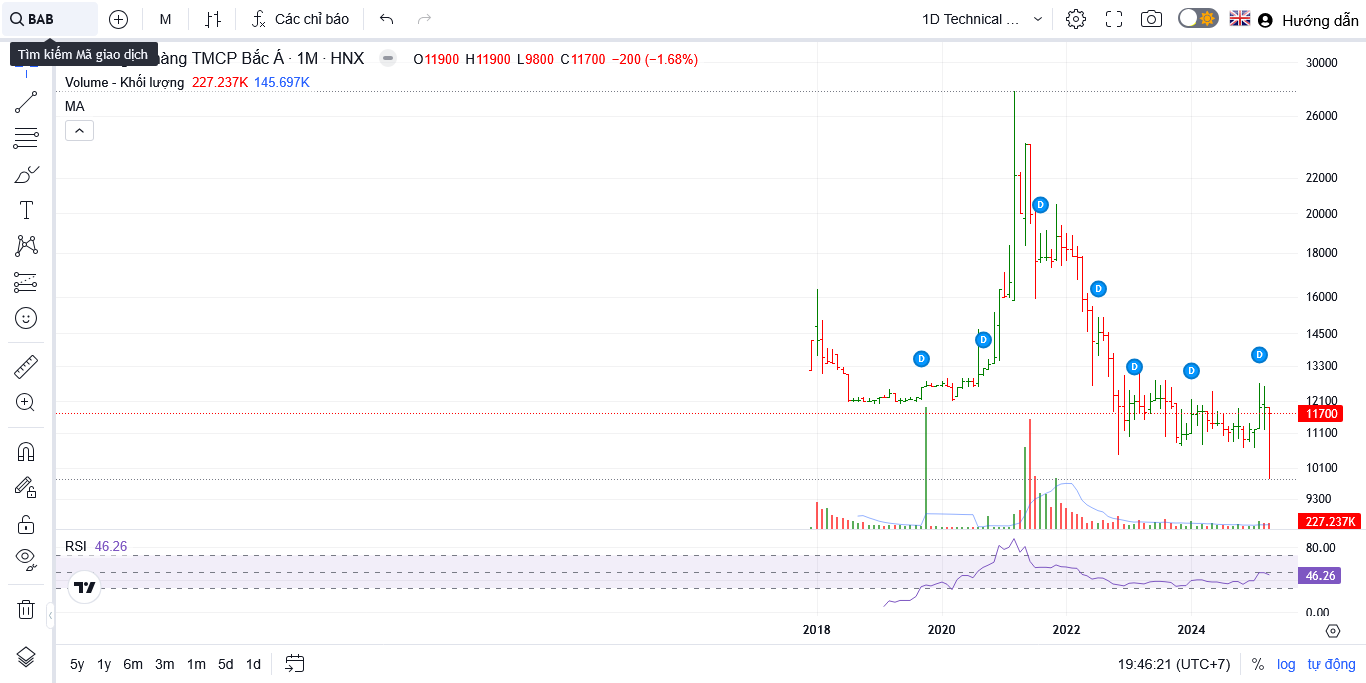 BAB
M
Các chỉ báo
1D Technical ...
Hướng dẫn
Tìm kiếm Mã giao dịch
hàng TMCP Bắc Á · 1M · HNX
O11900 H11900 L9800 C11700 −200 (−1.68%)
Volume - Khối lượng 227.237K 145.697K
MA
30000
26000
22000
20000
18000
16000
14500
13300
12100
11700
11100
10100
9300
227.237K
D
D
D
D
D
D
D
RSI 46.26
80.00
46.26
0.00
2018
2020
2022
2024
5y 1y 6m 3m 1m 5d 1d
19:46:21 (UTC+7)
%
log
tự động